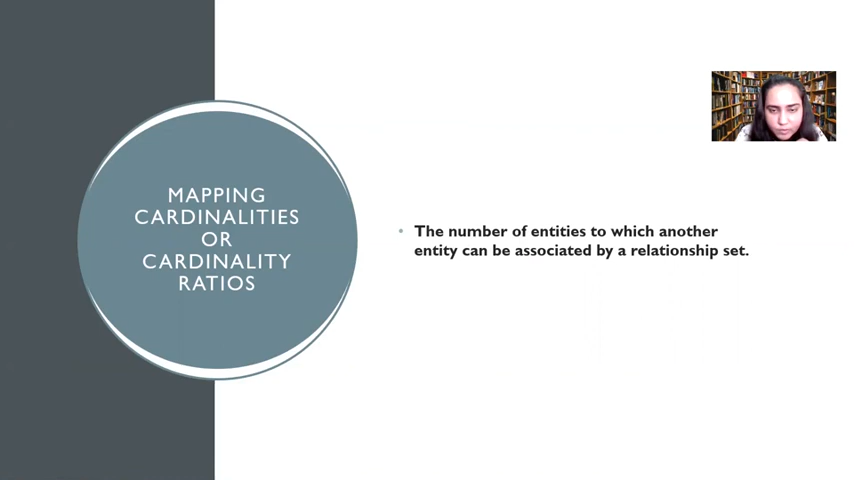 MAPPING
CARDINALITIES
OR
CARDINALITY
RATIOS
• The number of entities to which another
entity can be associated by a relationship set.